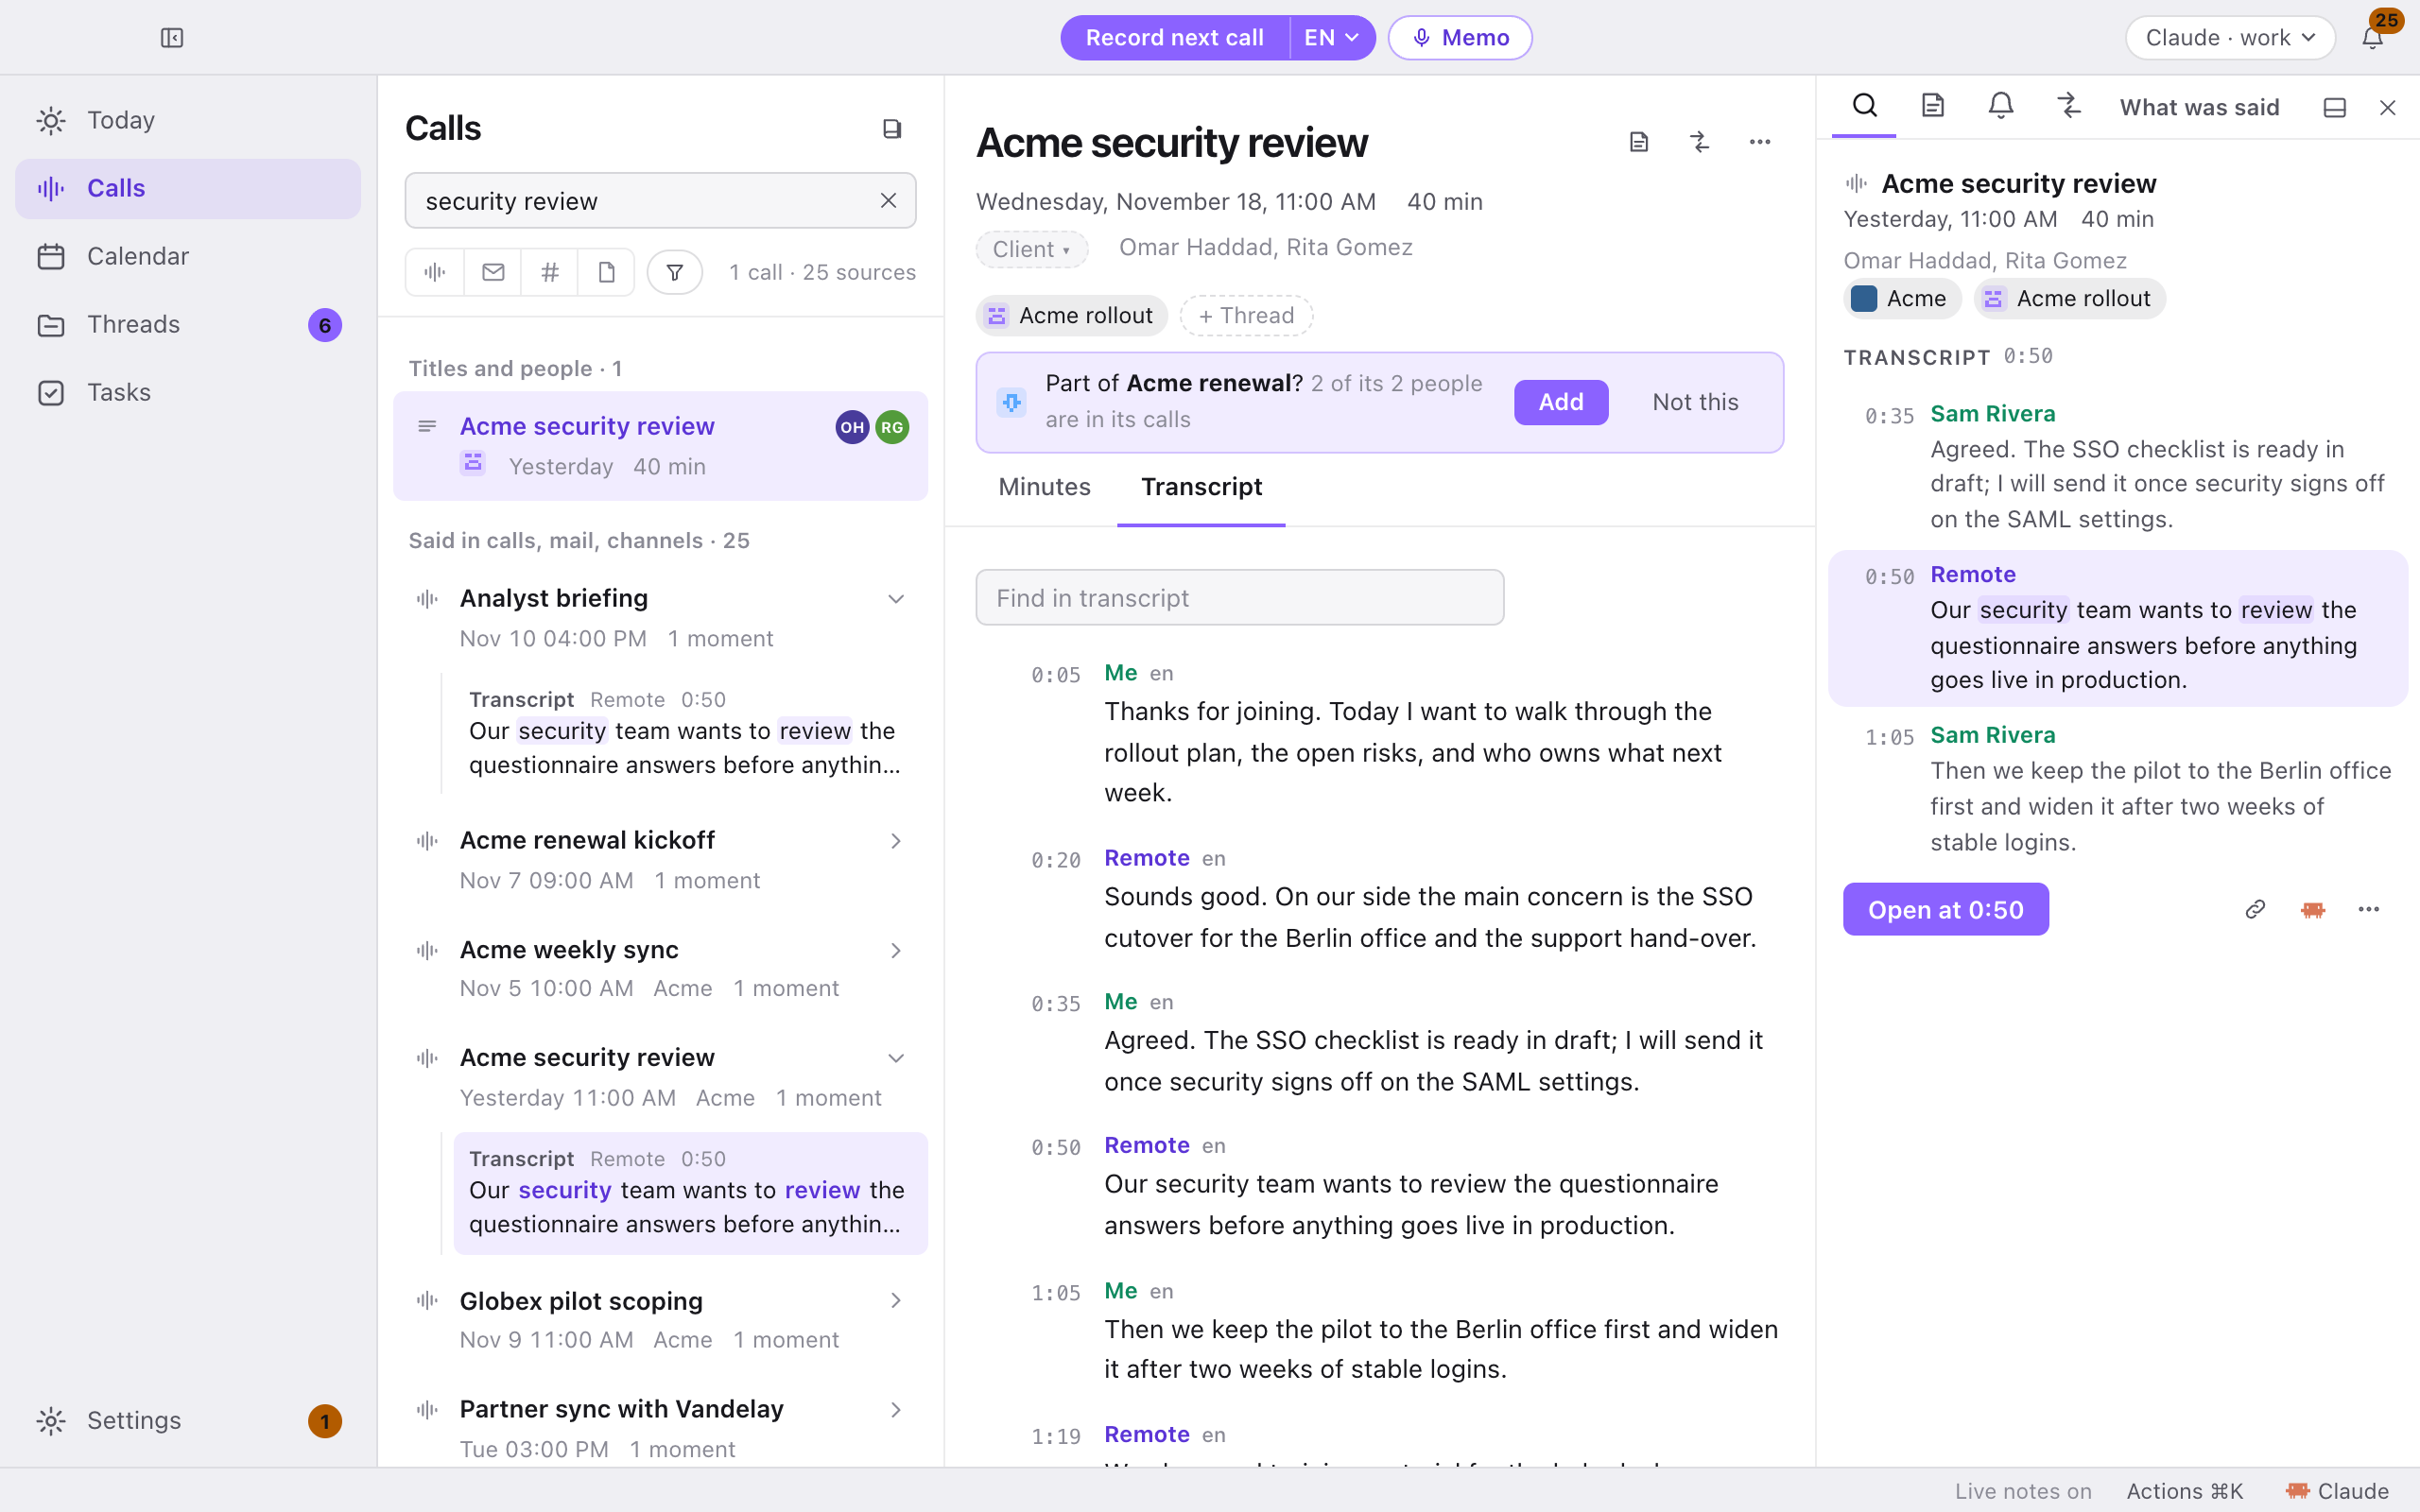 Record next call
EN
Memo
Claude · work
25
Today
Calls
Calendar
Threads
6
Tasks
Settings
1
Calls
security review
1 call · 25 sources
Titles and people · 1
Acme security review
OH
RG
Yesterday 40 min
Said in calls, mail, channels · 25
Analyst briefing
Nov 10 04:00 PM 1 moment
Transcript Remote 0:50
Our security team wants to review the
questionnaire answers before anythin...
Acme renewal kickoff
Nov 7 09:00 AM 1 moment
Acme weekly sync
Nov 5 10:00 AM Acme 1 moment
Acme security review
Yesterday 11:00 AM Acme 1 moment
Transcript Remote 0:50
Our security team wants to review the
questionnaire answers before anythin...
Globex pilot scoping
Nov 9 11:00 AM Acme 1 moment
Partner sync with Vandelay
Tue 03:00 PM 1 moment
Acme security review
Wednesday, November 18, 11:00 AM 40 min
Client
Omar Haddad, Rita Gomez
Acme rollout
+ Thread
Part of Acme renewal? 2 of its 2 people
are in its calls
Add
Not this
Minutes
Transcript
Find in transcript
0:05 Me en
Thanks for joining. Today I want to walk through the
rollout plan, the open risks, and who owns what next
week.
0:20 Remote en
Sounds good. On our side the main concern is the SSO
cutover for the Berlin office and the support hand-over.
0:35 Me en
Agreed. The SSO checklist is ready in draft; I will send it
once security signs off on the SAML settings.
0:50 Remote en
Our security team wants to review the questionnaire
answers before anything goes live in production.
1:05 Me en
Then we keep the pilot to the Berlin office first and widen
it after two weeks of stable logins.
1:19 Remote en
What was said
Acme security review
Yesterday, 11:00 AM 40 min
Omar Haddad, Rita Gomez
Acme
Acme rollout
TRANSCRIPT 0:50
0:35 Sam Rivera
Agreed. The SSO checklist is ready in
draft; I will send it once security signs off
on the SAML settings.
0:50 Remote
Our security team wants to review the
questionnaire answers before anything
goes live in production.
1:05 Sam Rivera
Then we keep the pilot to the Berlin office
first and widen it after two weeks of
stable logins.
Open at 0:50
Live notes on
Actions ⌘K
Claude